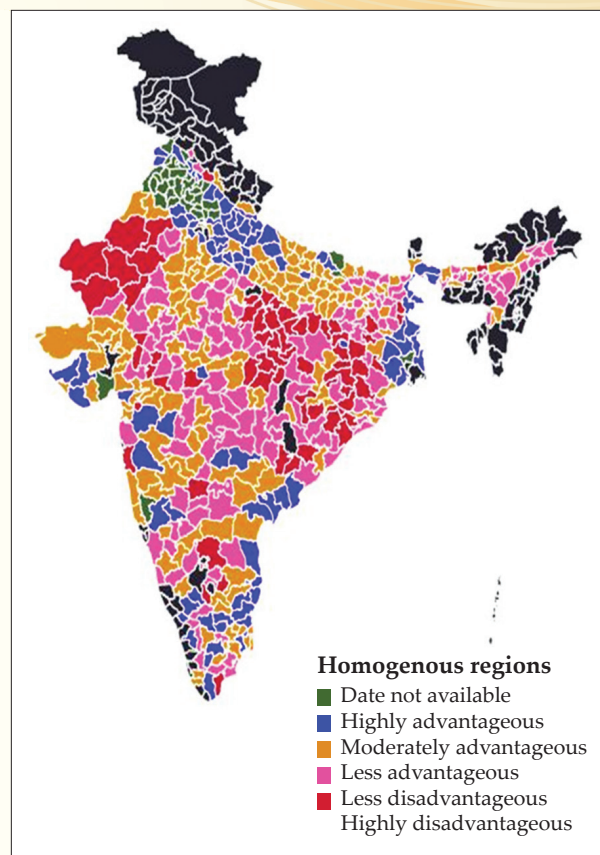 Homogenous regions
Date not available
Highly advantageous
Moderately advantageous
Less advantageous
Less disadvantageous
Highly disadvantageous